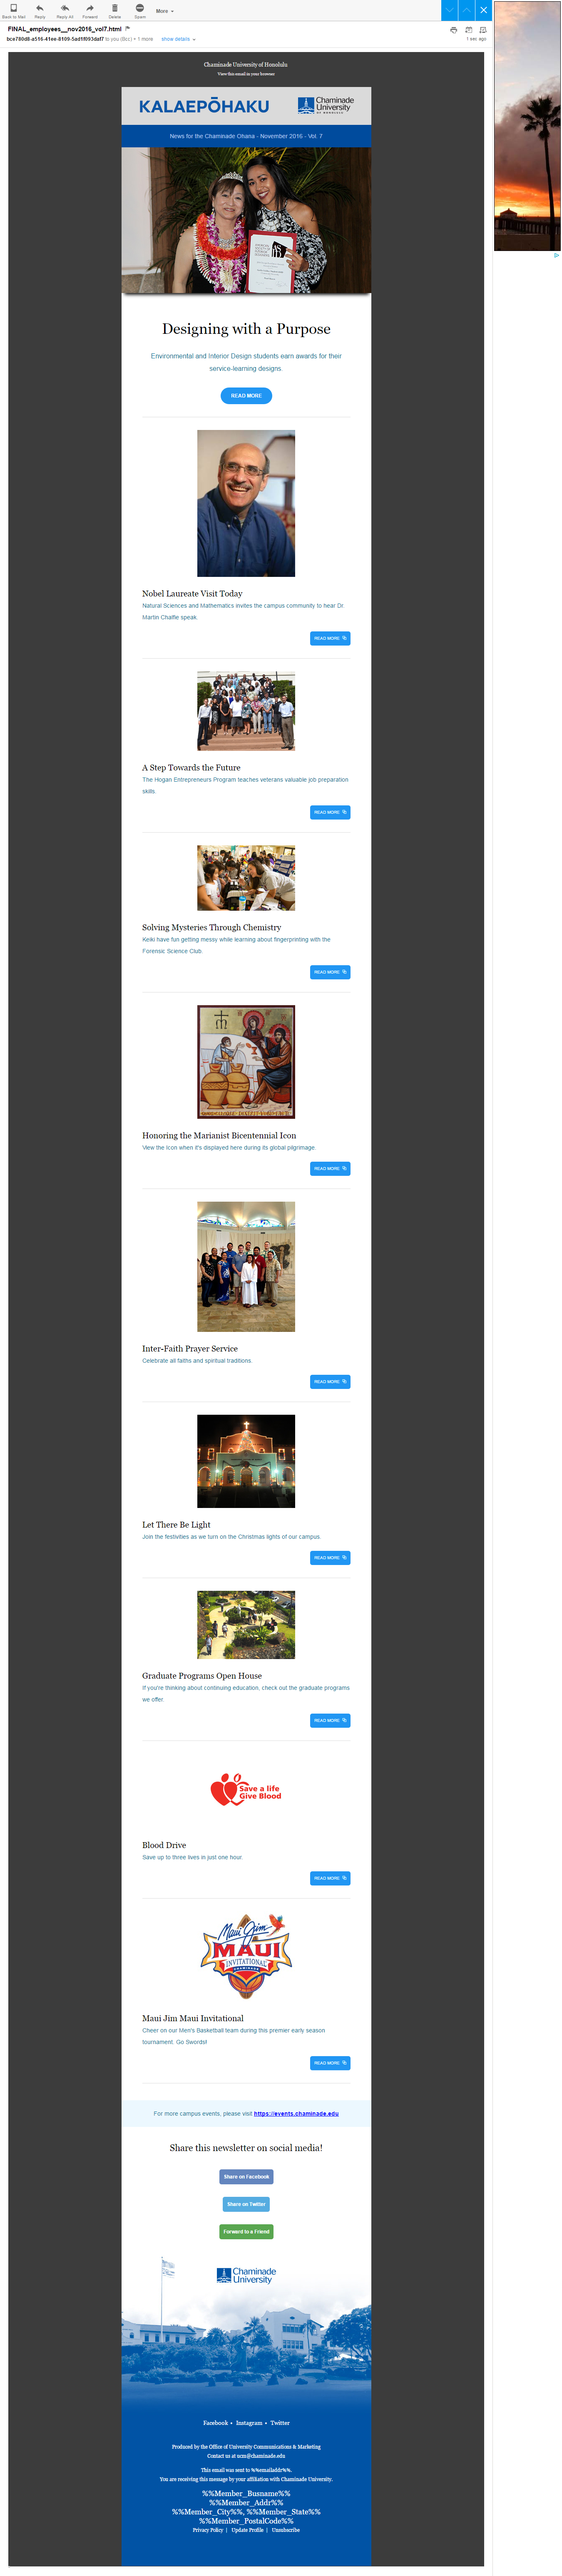 Back to Mail
Reply
Reply All
Forward
Delete
Spam
More
FINAL_employees__nov2016_vol7.html
to you (Bcc) + 1 more
show details
1 sec ago
Chaminade University of Honolulu
View this email in your browser
KALAEPŌHAKU
Chaminade
University
OF HONOLULU
News for the Chaminade Ohana - November 2016 - Vol. 7
Designing with a Purpose
Environmental and Interior Design students earn awards for their
service-learning designs.
READ MORE
Nobel Laureate Visit Today
Natural Sciences and Mathematics invites the campus community to hear Dr.
Martin Chalfie speak.
READ MORE
A Step Towards the Future
The Hogan Entrepreneurs Program teaches veterans valuable job preparation
skills.
READ MORE
Solving Mysteries Through Chemistry
Keiki have fun getting messy while learning about fingerprinting with the
Forensic Science Club.
READ MORE
Honoring the Marianist Bicentennial Icon
View the Icon when it's displayed here during its global pilgrimage.
READ MORE
Inter-Faith Prayer Service
Celebrate all faiths and spiritual traditions.
READ MORE
Let There Be Light
Join the festivities as we turn on the Christmas lights of our campus.
READ MORE
Graduate Programs Open House
If you're thinking about continuing education, check out the graduate programs
we offer.
READ MORE
Save a life
Give Blood
Blood Drive
Save up to three lives in just one hour.
READ MORE
Maui Jim
MAUI
INVITATIONAL
CHAMINADE
Maui Jim Maui Invitational
Cheer on our Men's Basketball team during this premier early season
tournament. Go Swords!
READ MORE
For more campus events, please visit https://events.chaminade.edu
Share this newsletter on social media!
Share on Facebook
Share on Twitter
Forward to a Friend
Chaminade
University
Facebook • Instagram • Twitter
Produced by the Office of University Communications & Marketing
Contact us at ucm@chaminade.edu
This email was sent to %%emailaddr%%.
You are receiving this message by your affiliation with Chaminade University.
%%Member_Busname%%
%%Member_Addr%%
%%Member_City%%, %%Member_State%%
%%Member_PostalCode%%
Privacy Policy | Update Profile | Unsubscribe